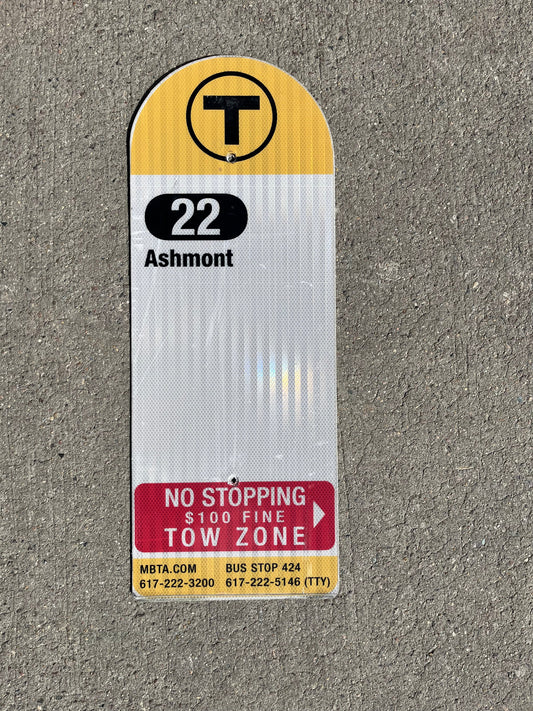 T
22
Ashmont
NO STOPPING
$100 FINE
TOW ZONE
MBTA.COM BUS STOP 424
617-222-3200 617-222-5146 (TTY)